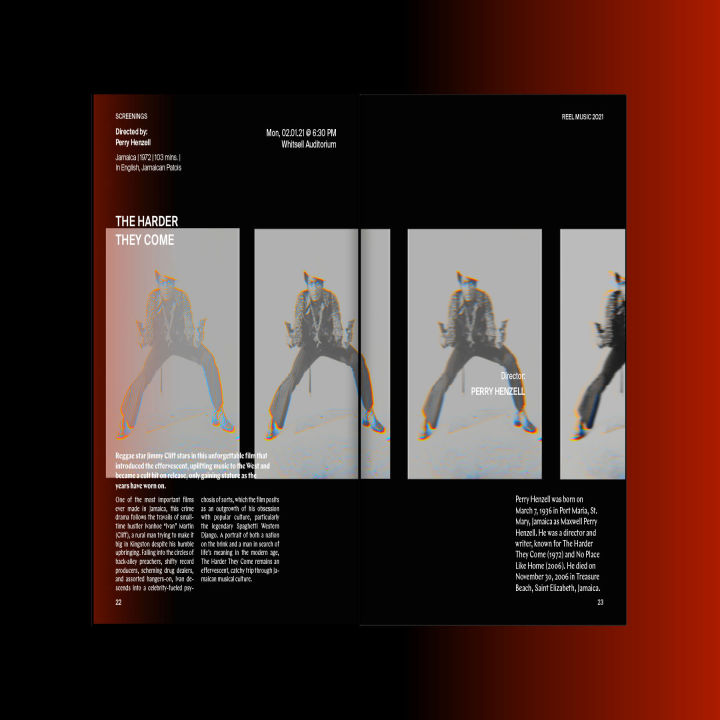 SCREENINGS
Directed by:
Perry Henzell
Jamaica | 1972 | 103 mins. |
In English, Jamaican Patois
Mon, 02.01.21 @ 6:30 PM
Whitsell Auditorium
REEL MUSIC 2021
THE HARDER
THEY COME
Director:
PERRY HENZELL
Reggae star Jimmy Cliff stars in this unforgettable film that
introduced the effervescent, uplifting music to the West and
became a cult hit on release, only gaining stature as the
years have worn on.
One of the most important films
ever made in Jamaica, this crime
drama follows the travails of small-
time hustler Ivanhoe "Ivan" Martin
(Cliff), a rural man trying to make it
big in Kingston despite his humble
upbringing. Falling into the circles of
back-alley preachers, shifty record
producers, scheming drug dealers,
and assorted hangers-on, Ivan de-
scends into a celebrity-fueled psy-
chosis of sorts, which the film posits
as an outgrowth of his obsession
with popular culture, particularly
the legendary Spaghetti Western
Django. A portrait of both a nation
on the brink and a man in search of
life's meaning in the modern age,
The Harder They Come remains an
effervescent, catchy trip through Ja-
maican musical culture.
22
Perry Henzell was born on
March 7, 1936 in Port Maria, St.
Mary, Jamaica as Maxwell Perry
Henzell. He was a director and
writer, known for The Harder
They Come (1972) and No Place
Like Home (2006). He died on
November 30, 2006 in Treasure
Beach, Saint Elizabeth, Jamaica.
23